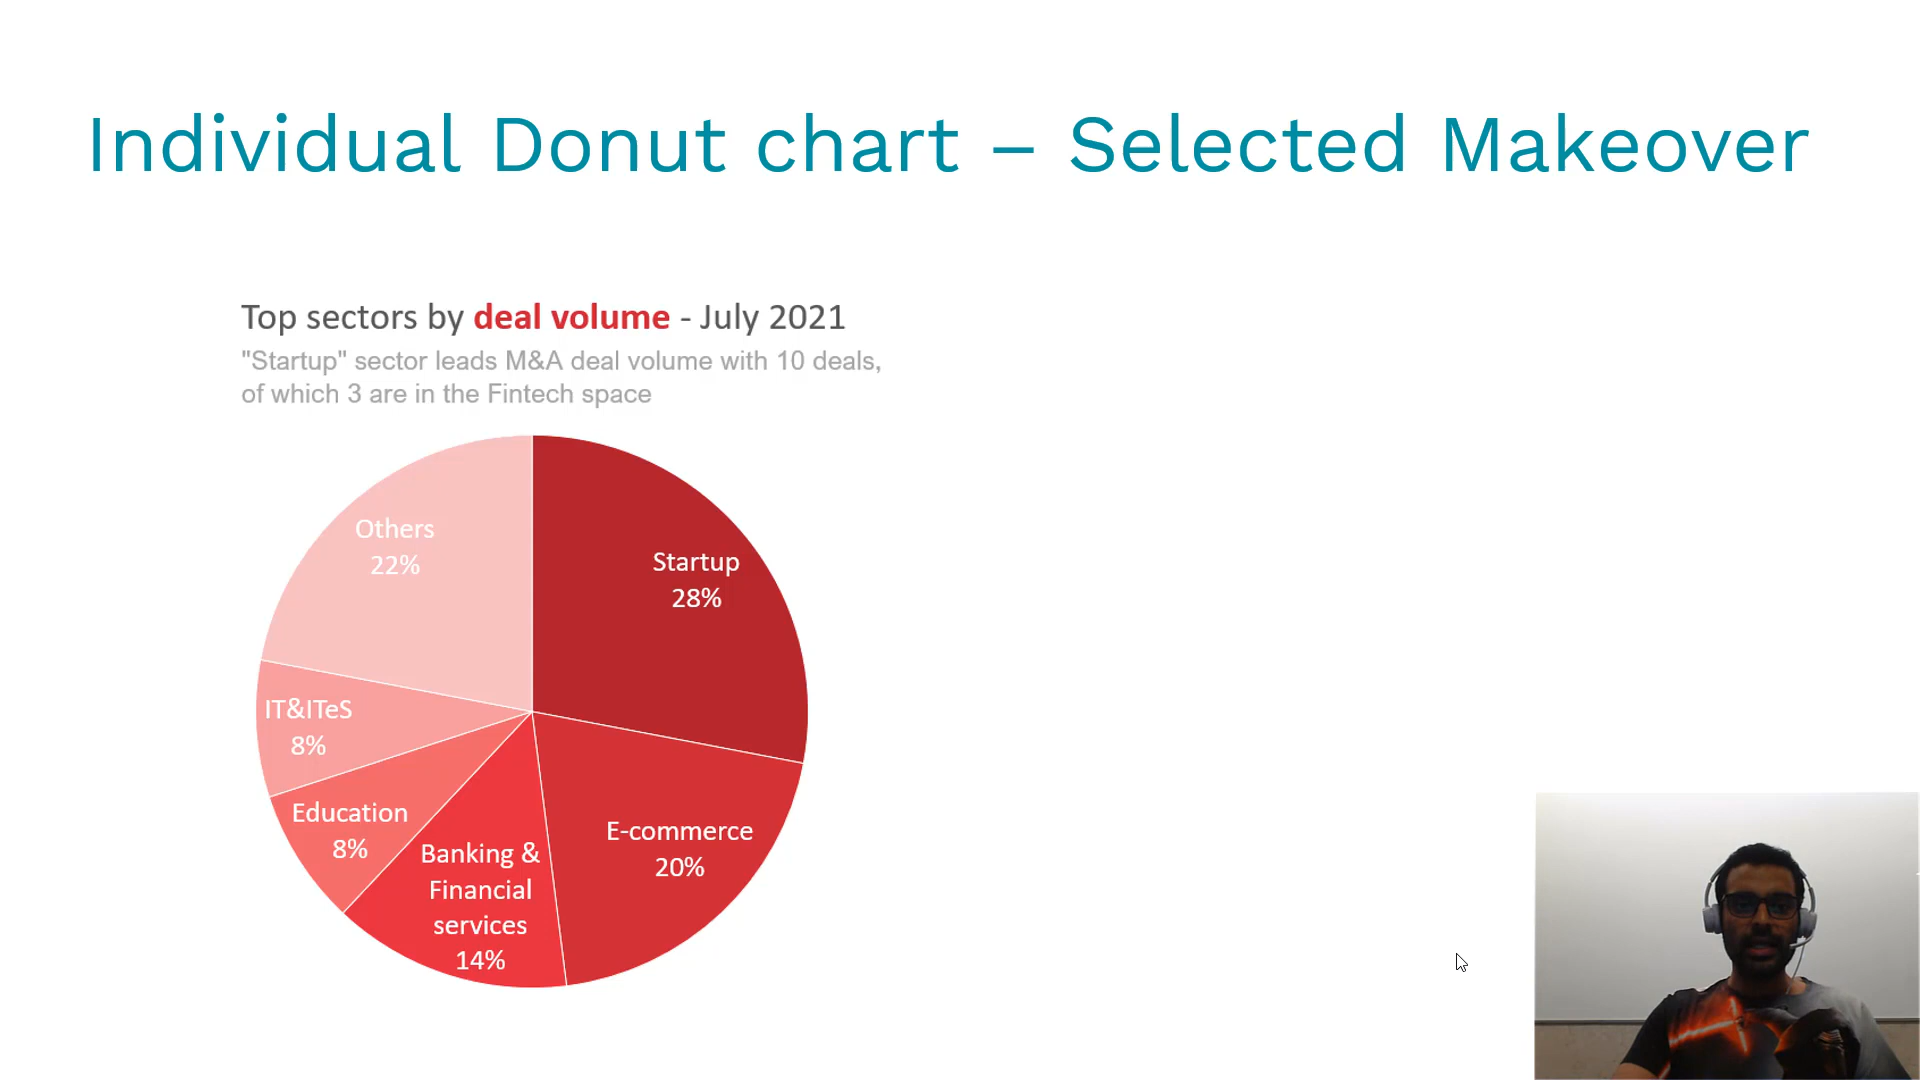 Individual Donut chart – Selected Makeover
Top sectors by deal volume - July 2021
"Startup" sector leads M&A deal volume with 10 deals,
of which 3 are in the Fintech space
Others
22%
Startup
28%
IT&ITeS
8%
Education
8%
Banking &
Financial
services
14%
E-commerce
20%